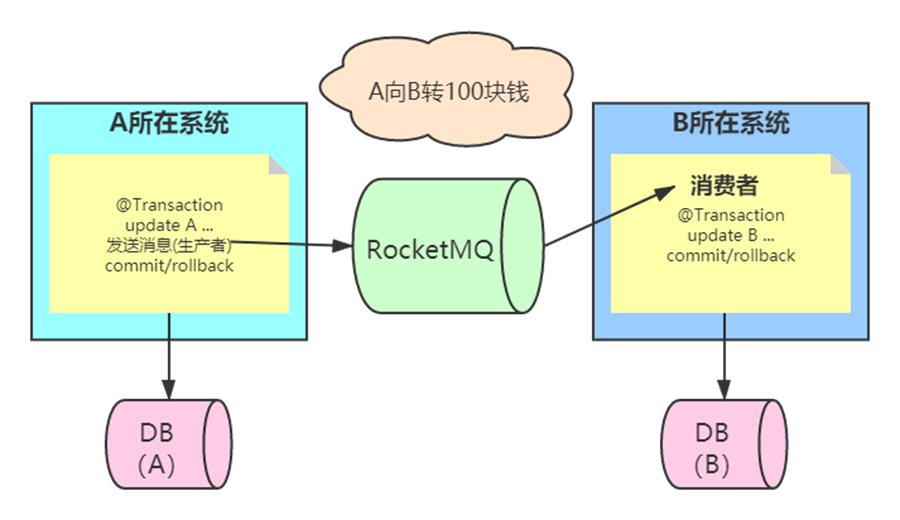 A向B转100块钱
A所在系统
@Transaction
update A ...
发送消息(生产者)
commit/rollback
RocketMQ
B所在系统
消费者
@Transaction
update B ...
commit/rollback
DB
(A)
DB
(B)